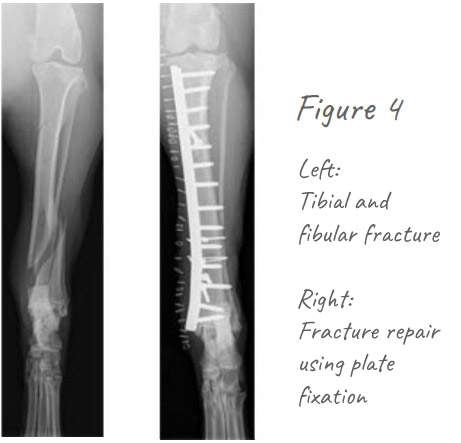 Figure 4
Left:
Tibial and
fibular fracture
Right:
Fracture repair
using plate
fixation